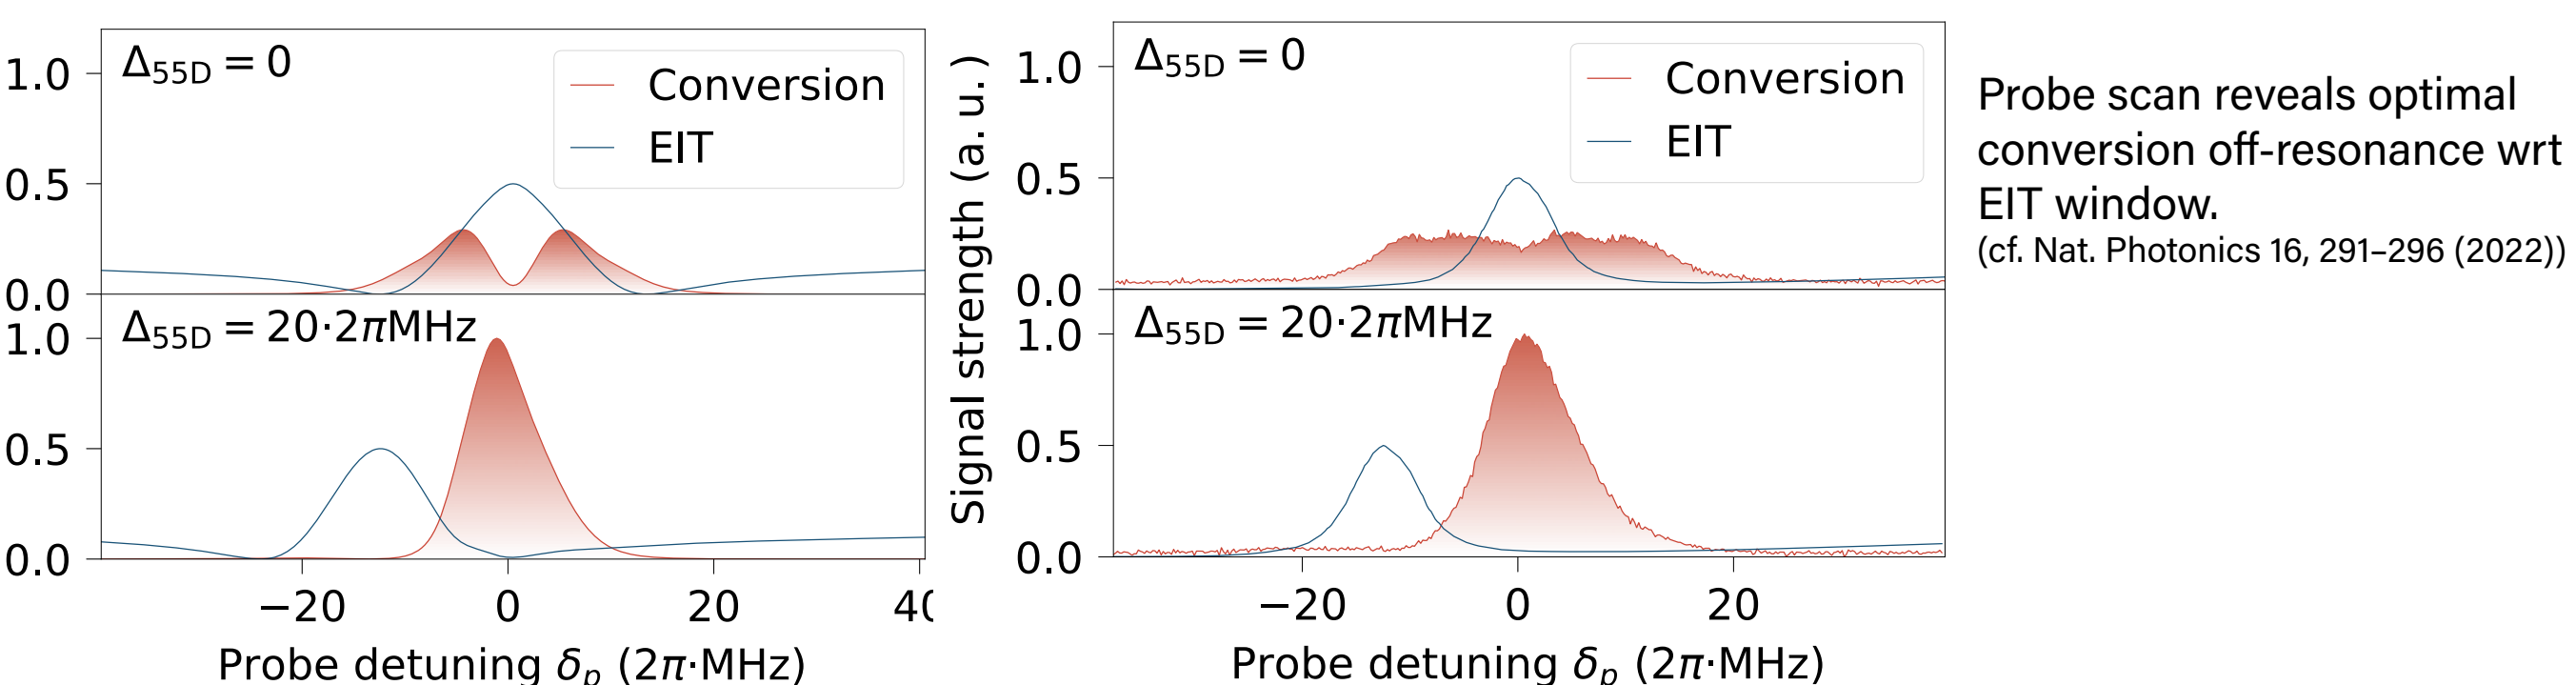 Δ55D = 0
Conversion
EIT
1.0
0.5
0.0
Δ55D = 20·2πMHz
1.0
0.5
0.0
−20
0
20
40
Probe detuning δp (2π·MHz)
Signal strength (a. u.)
Δ55D = 0
Conversion
EIT
1.0
0.5
0.0
Δ55D = 20·2πMHz
1.0
0.5
0.0
−20
0
20
Probe detuning δp (2π·MHz)
Probe scan reveals optimal
conversion off-resonance wrt
EIT window.
(cf. Nat. Photonics 16, 291–296 (2022))